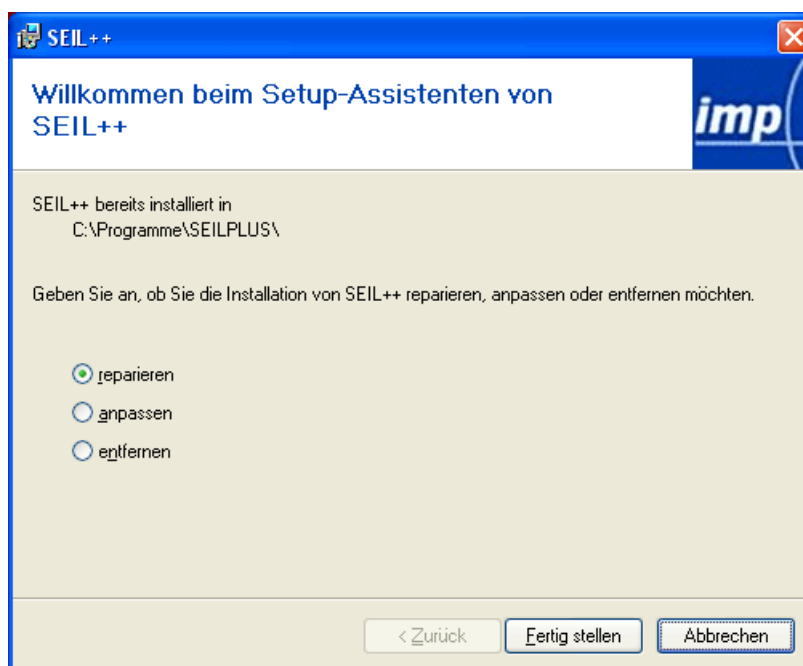 SEIL++
Willkommen beim Setup-Assistenten von
SEIL++
imp
SEIL++ bereits installiert in
C:\Programme\SEILPLUS\
Geben Sie an, ob Sie die Installation von SEIL++ reparieren, anpassen oder entfernen möchten.
reparieren
anpassen
entfernen
< Zurück
Fertig stellen
Abbrechen